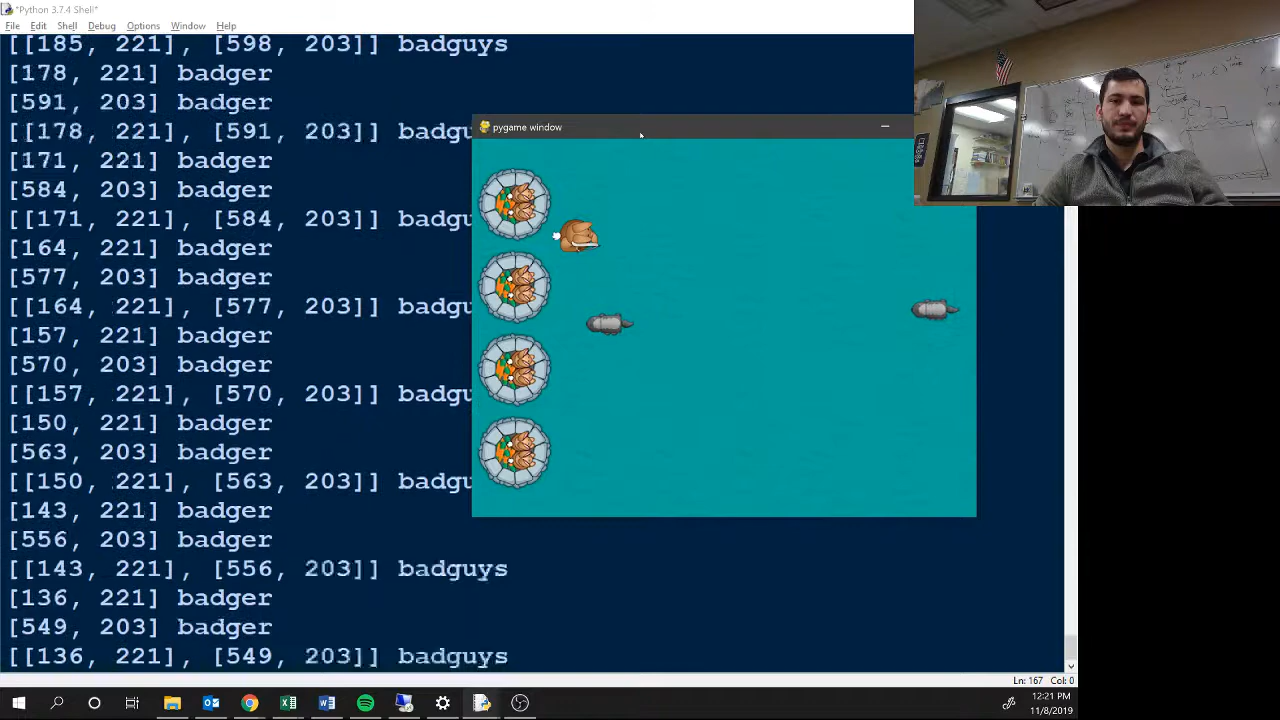 *Python 3.7.4 Shell*
File Edit Shell Debug Options Window Help
[[185, 221], [598, 203]] badguys
[178, 221] badger
[591, 203] badger
[[178, 221], [591, 203]] badgu
[171, 221] badger
[584, 203] badger
[[171, 221], [584, 203]] badgu
[164, 221] badger
[577, 203] badger
[[164, 221], [577, 203]] badgu
[157, 221] badger
[570, 203] badger
[[157, 221], [570, 203]] badgu
[150, 221] badger
[563, 203] badger
[[150, 221], [563, 203]] badgu
[143, 221] badger
[556, 203] badger
[[143, 221], [556, 203]] badguys
[136, 221] badger
[549, 203] badger
[[136, 221], [549, 203]] badguys
pygame window
Ln: 167 Col: 0
12:21 PM
11/8/2019